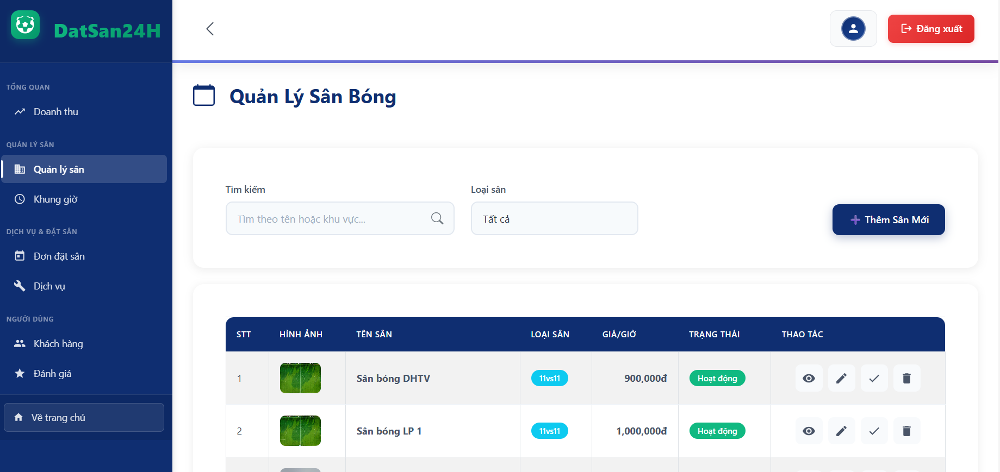 DatSan24H
Đăng xuất
TỔNG QUAN
Doanh thu
QUẢN LÝ SÂN
Quản lý sân
Khung giờ
DỊCH VỤ & ĐẶT SÂN
Đơn đặt sân
Dịch vụ
NGƯỜI DÙNG
Khách hàng
Đánh giá
Về trang chủ
Quản Lý Sân Bóng
Tìm kiếm
Loại sân
Tìm theo tên hoặc khu vực...
Tất cả
Thêm Sân Mới
STT HÌNH ẢNH TÊN SÂN LOẠI SÂN GIÁ/GIỜ TRẠNG THÁI THAO TÁC
1 Sân bóng DHTV 11vs11 900,000đ Hoạt động
2 Sân bóng LP 1 11vs11 1,000,000đ Hoạt động